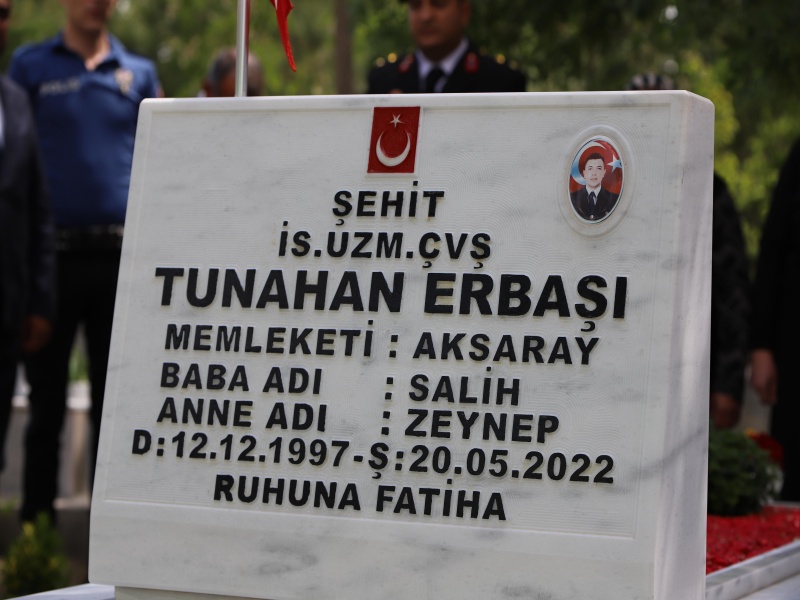 ŞEHİT
İS.UZM.ÇVŞ
TUNAHAN ERBAŞI
MEMLEKETİ : AKSARAY
BABA ADI : SALİH
ANNE ADI : ZEYNEP
D:12.12.1997-Ş:20.05.2022
RUHUNA FATİHA